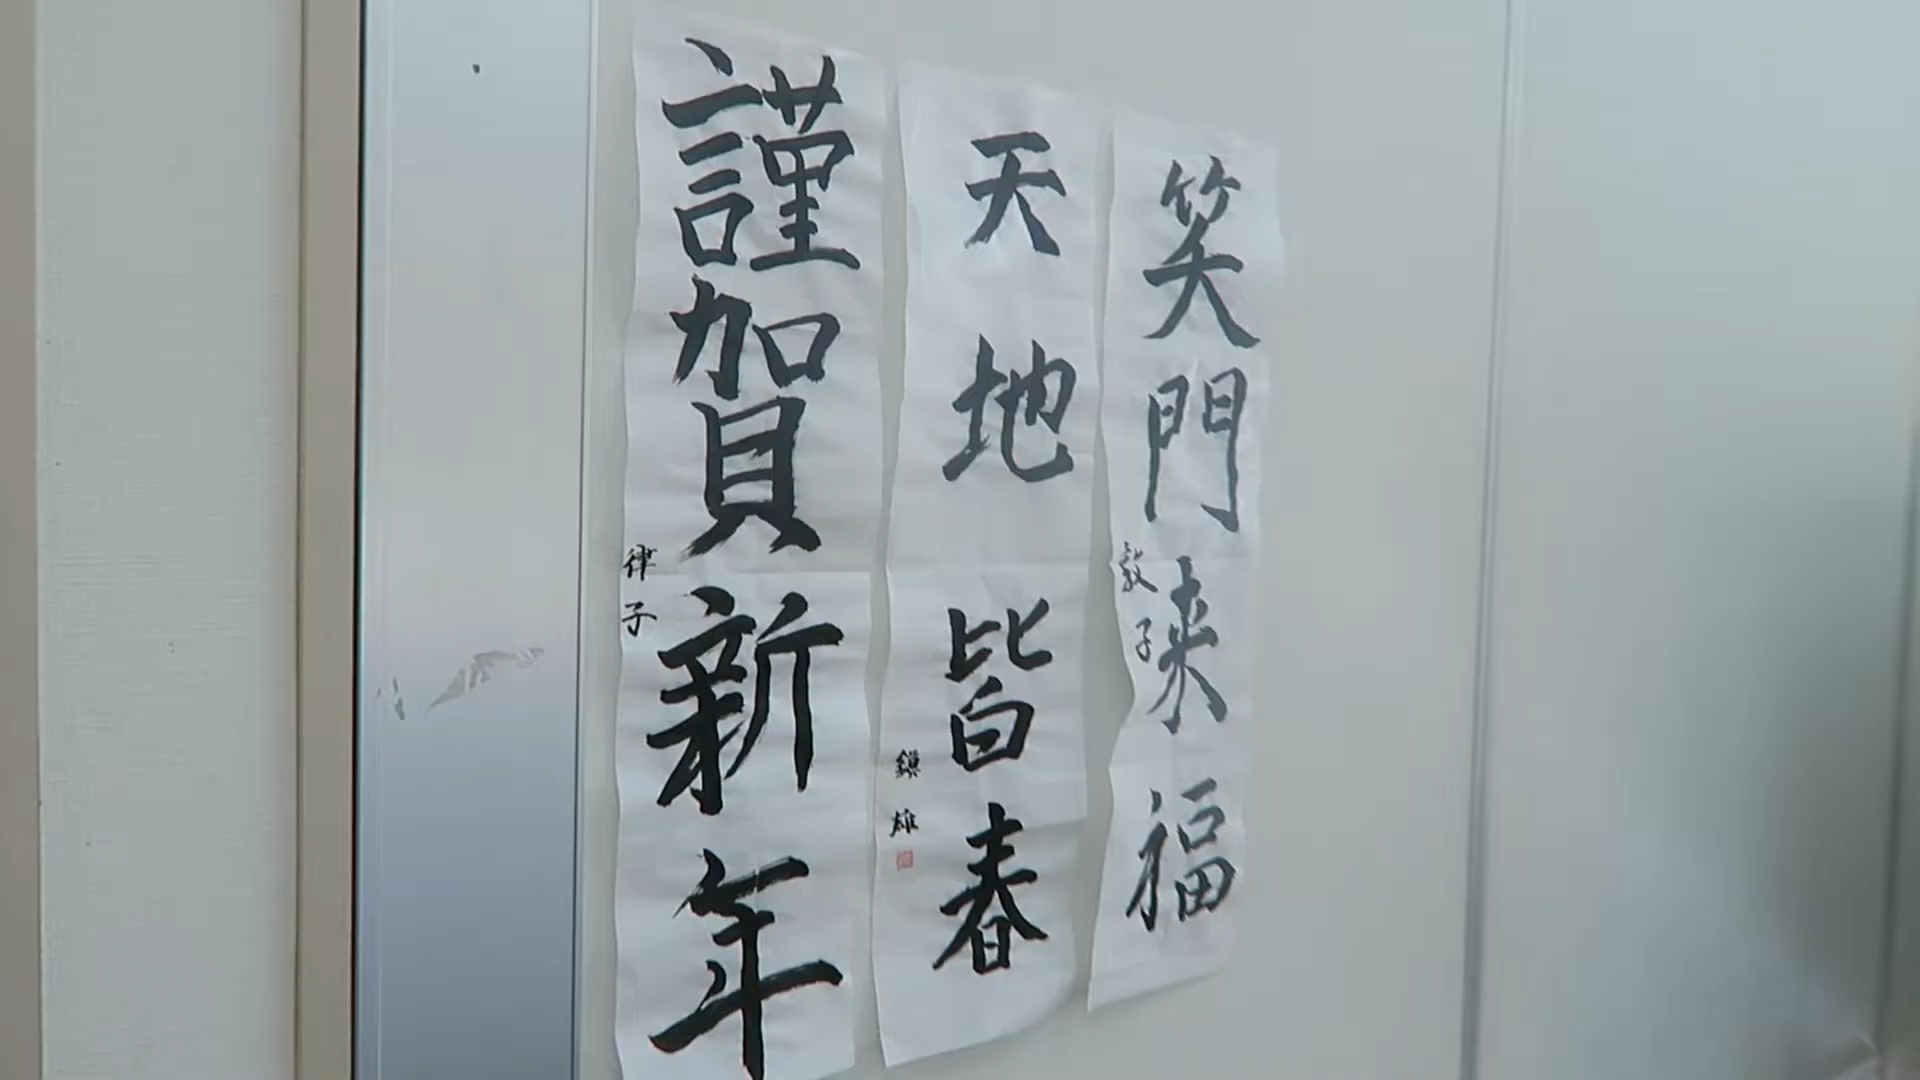 笑門来福
敦子
天地皆春
鎮雄
謹賀新年
律子